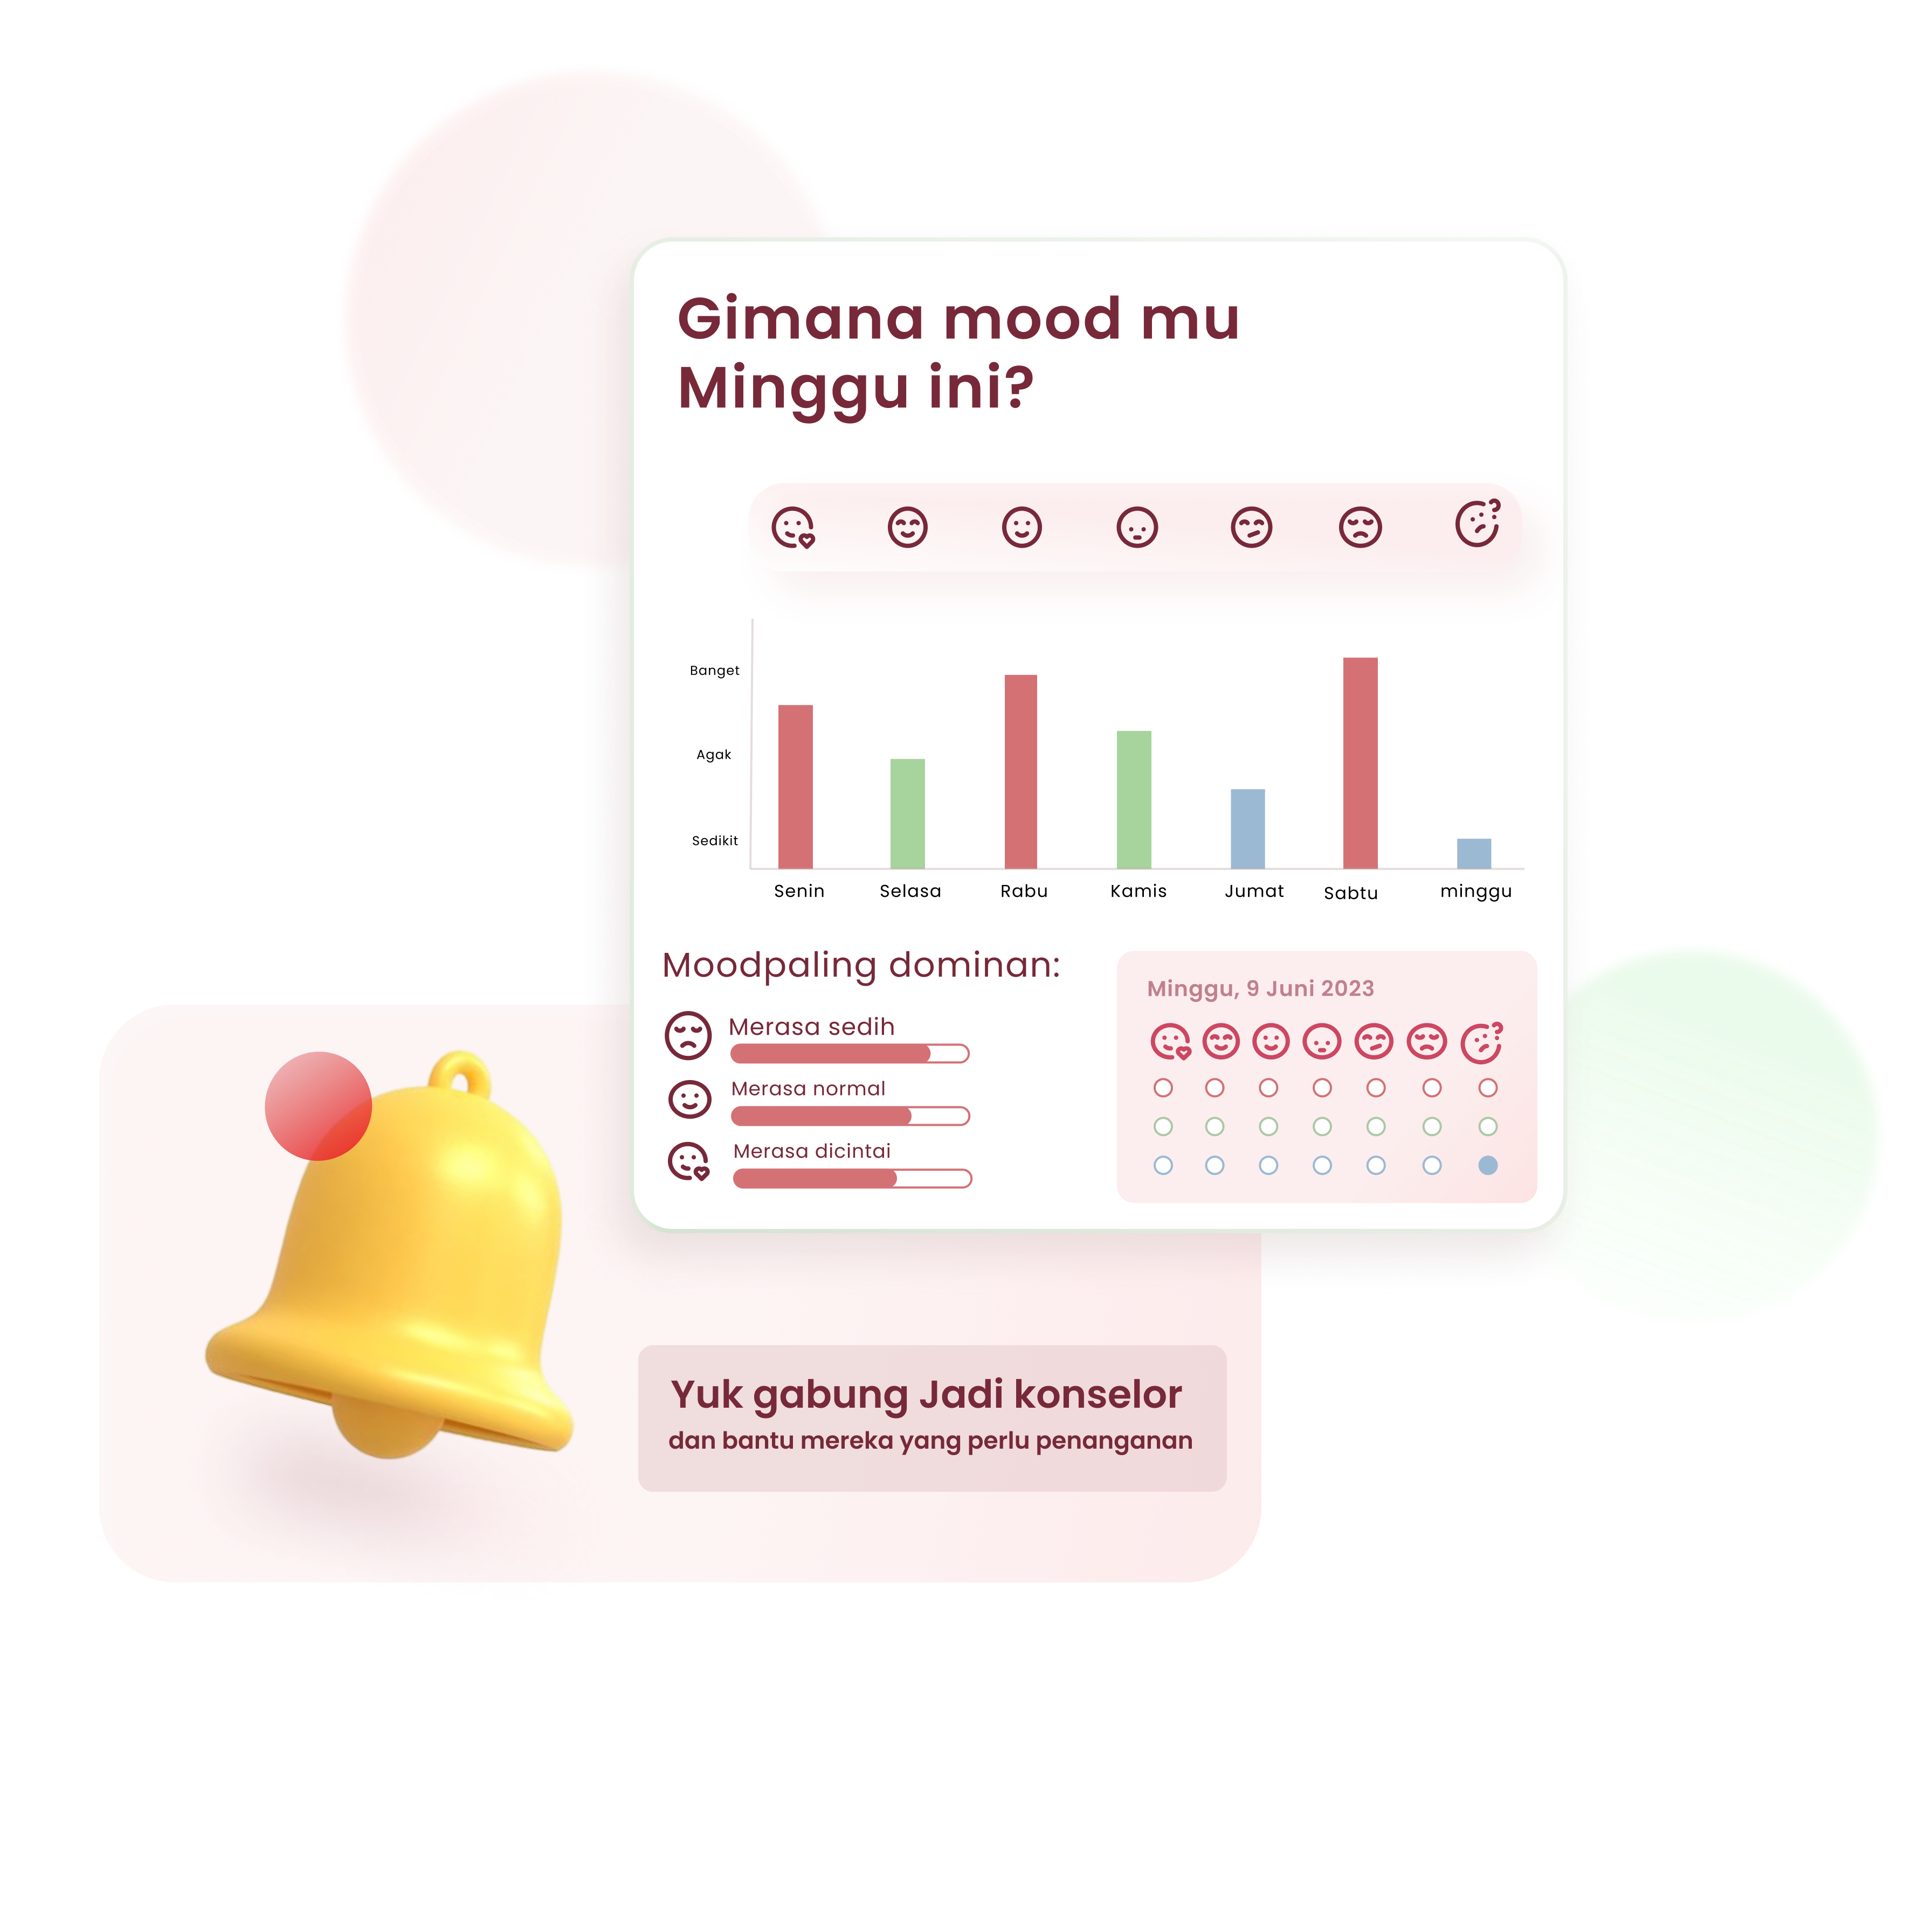 Gimana mood mu
Minggu ini?
Banget
Agak
Sedikit
Senin Selasa Rabu Kamis Jumat Sabtu minggu
Moodpaling dominan:
Merasa sedih
Merasa normal
Merasa dicintai
Minggu, 9 Juni 2023
Yuk gabung Jadi konselor
dan bantu mereka yang perlu penanganan